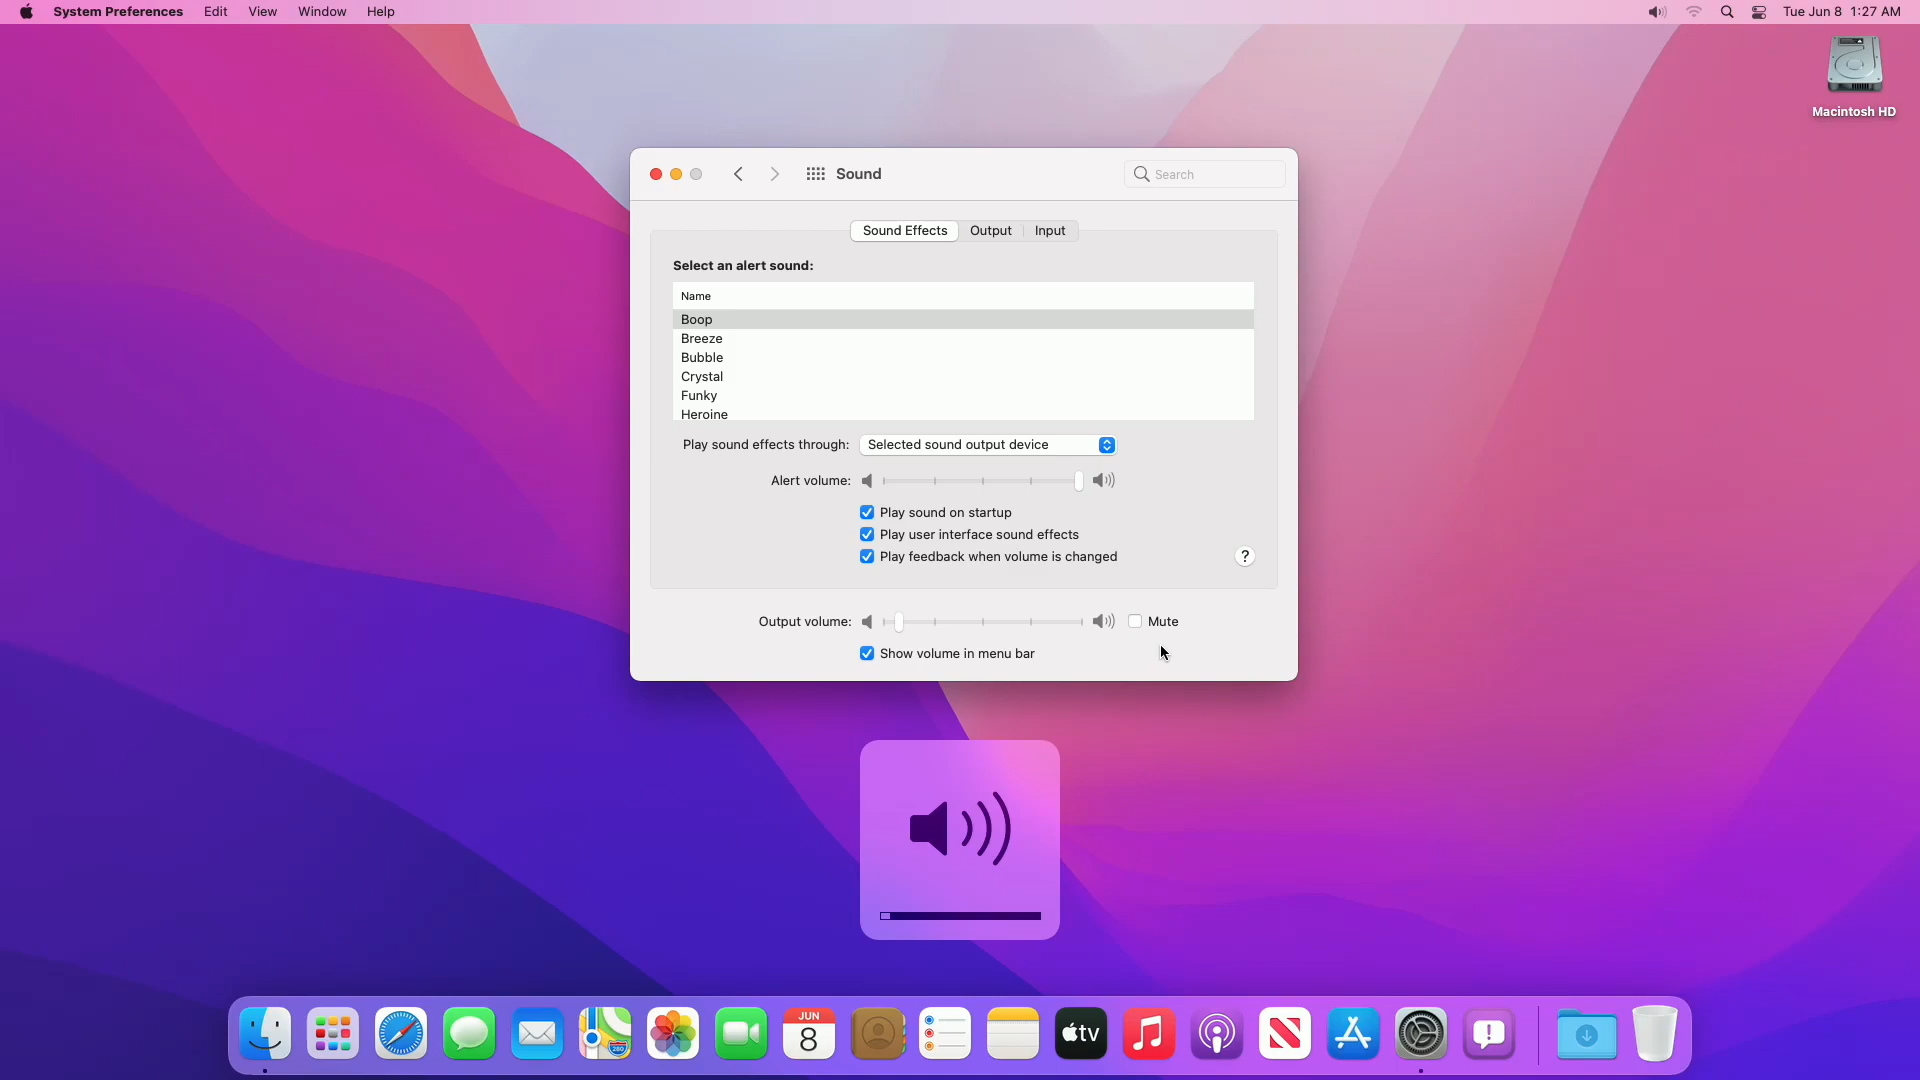 System Preferences Edit View Window Help Tue Jun 8 1:27 AM
Macintosh HD
Sound Search
Sound Effects Output Input
Select an alert sound:
Name
Boop
Breeze
Bubble
Crystal
Funky
Heroine
Play sound effects through: Selected sound output device
Alert volume:
Play sound on startup
Play user interface sound effects
Play feedback when volume is changed ?
Output volume: Mute
Show volume in menu bar
JUN
8
280
tv